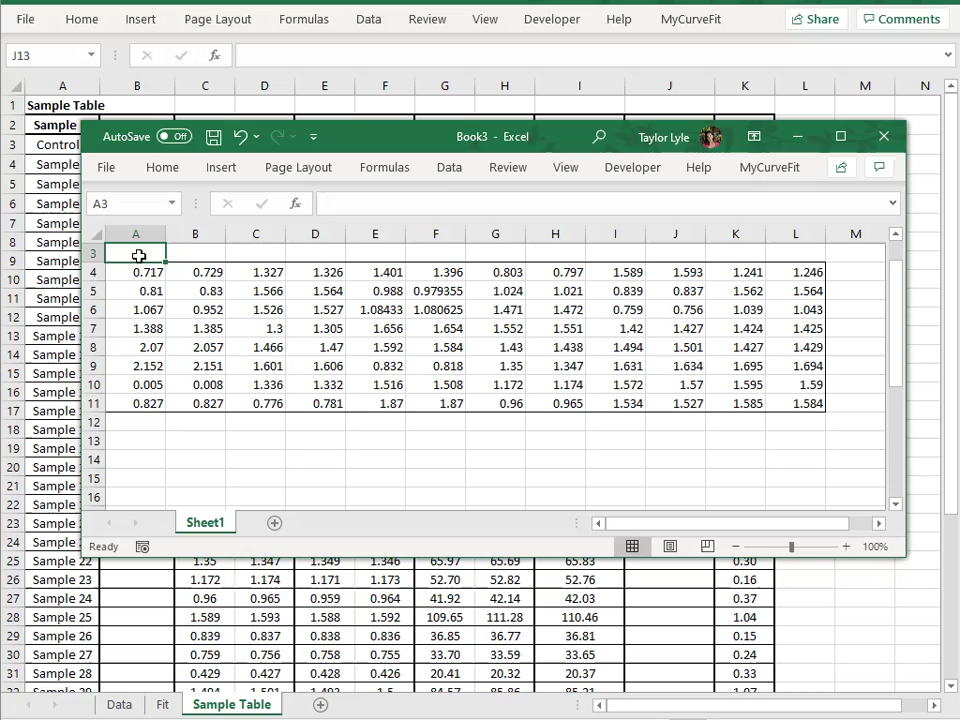 File Home Insert Page Layout Formulas Data Review View Developer Help MyCurveFit Share Comments
J13 fx
A B C D E F G H I J K L M N
1 Sample Table
2 Sample
3 Control
4 Sample
5 Sample
6 Sample
7 Sample
8 Sample
9 Sample
10 Sample
11 Sample
12 Sample
13 Sample
14 Sample
15 Sample
16 Sample
17 Sample
18 Sample
19 Sample
20 Sample
21 Sample
22 Sample
23 Sample
24 Sample
AutoSave Off Book3 - Excel Taylor Lyle
File Home Insert Page Layout Formulas Data Review View Developer Help MyCurveFit
A3 fx
A B C D E F G H I J K L M
3
4 0.717 0.729 1.327 1.326 1.401 1.396 0.803 0.797 1.589 1.593 1.241 1.246
5 0.81 0.83 1.566 1.564 0.988 0.979355 1.024 1.021 0.839 0.837 1.562 1.564
6 1.067 0.952 1.526 1.527 1.08433 1.080625 1.471 1.472 0.759 0.756 1.039 1.043
7 1.388 1.385 1.3 1.305 1.656 1.654 1.552 1.551 1.42 1.427 1.424 1.425
8 2.07 2.057 1.466 1.47 1.592 1.584 1.43 1.438 1.494 1.501 1.427 1.429
9 2.152 2.151 1.601 1.606 0.832 0.818 1.35 1.347 1.631 1.634 1.695 1.694
10 0.005 0.008 1.336 1.332 1.516 1.508 1.172 1.174 1.572 1.57 1.595 1.59
11 0.827 0.827 0.776 0.781 1.87 1.87 0.96 0.965 1.534 1.527 1.585 1.584
12
13
14
15
16
Sheet1
Ready 100%
25 Sample 22 1.35 1.347 1.349 1.346 65.97 65.69 65.83 0.30
26 Sample 23 1.172 1.174 1.171 1.173 52.70 52.82 52.76 0.16
27 Sample 24 0.96 0.965 0.959 0.964 41.92 42.14 42.03 0.37
28 Sample 25 1.589 1.593 1.588 1.592 109.65 111.28 110.46 1.04
29 Sample 26 0.839 0.837 0.838 0.836 36.85 36.77 36.81 0.15
30 Sample 27 0.759 0.756 0.758 0.755 33.70 33.59 33.65 0.24
31 Sample 28 0.429 0.427 0.428 0.426 20.41 20.32 20.37 0.33
Data Fit Sample Table